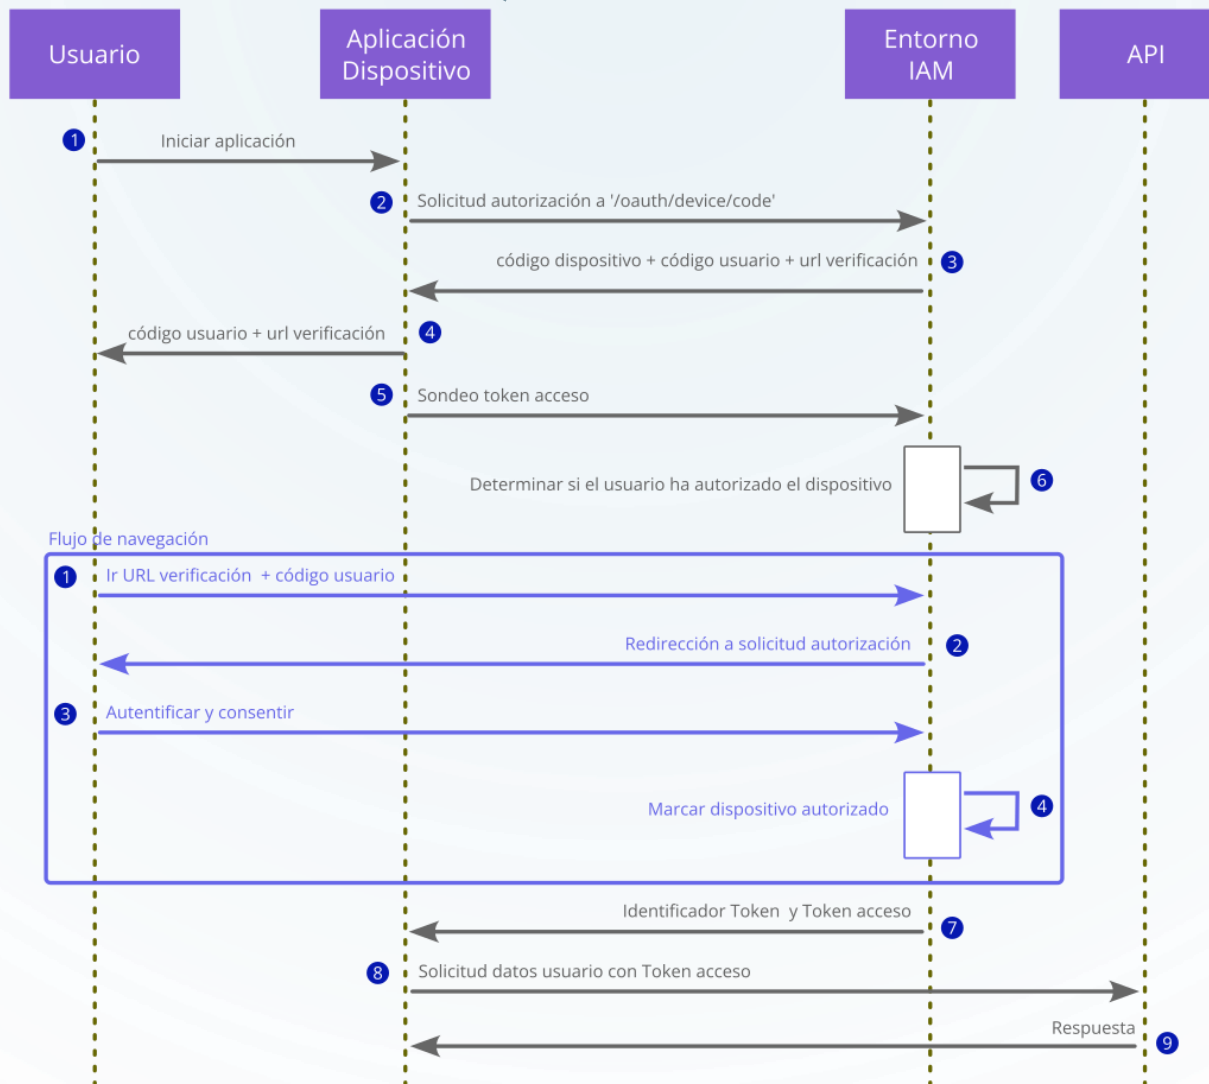 Usuario
Aplicación
Dispositivo
Entorno
IAM
API
1
Iniciar aplicación
2
Solicitud autorización a '/oauth/device/code'
código dispositivo + código usuario + url verificación
3
código usuario + url verificación
4
5
Sondeo token acceso
Determinar si el usuario ha autorizado el dispositivo
6
Flujo de navegación
1
Ir URL verificación + código usuario
Redirección a solicitud autorización
2
3
Autentificar y consentir
Marcar dispositivo autorizado
4
Identificador Token y Token acceso
7
8
Solicitud datos usuario con Token acceso
Respuesta
9